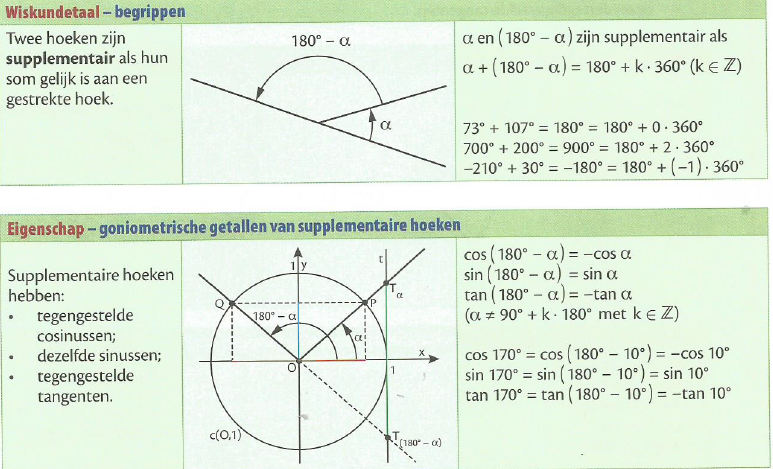 Wiskundetaal – begrippen
Twee hoeken zijn
supplementair als hun
som gelijk is aan een
gestrekte hoek.
180° – α
α
α en (180° – α) zijn supplementair als
α + (180° – α) = 180° + k · 360° (k ∈ ℤ)
73° + 107° = 180° = 180° + 0 · 360°
700° + 200° = 900° = 180° + 2 · 360°
–210° + 30° = –180° = 180° + (–1) · 360°
Eigenschap – goniometrische getallen van supplementaire hoeken
Supplementaire hoeken
hebben:
• tegengestelde
cosinussen;
• dezelfde sinussen;
• tegengestelde
tangenten.
1 y
t
Tα
Q
P
180° – α
α
x
O
1
c(O,1)
T(180° – α)
cos (180° – α) = –cos α
sin (180° – α) = sin α
tan (180° – α) = –tan α
(α ≠ 90° + k · 180° met k ∈ ℤ)
cos 170° = cos (180° – 10°) = –cos 10°
sin 170° = sin (180° – 10°) = sin 10°
tan 170° = tan (180° – 10°) = –tan 10°